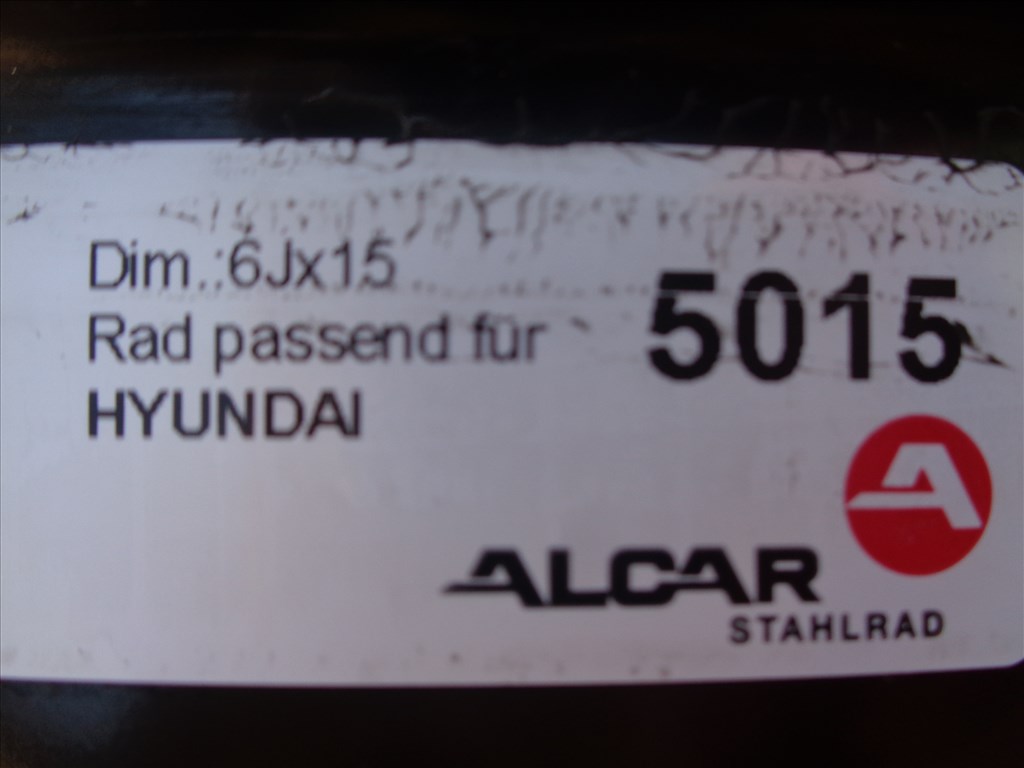 Dim.:6Jx15
Rad passend für
HYUNDAI
5015
ALCAR
STAHLRAD